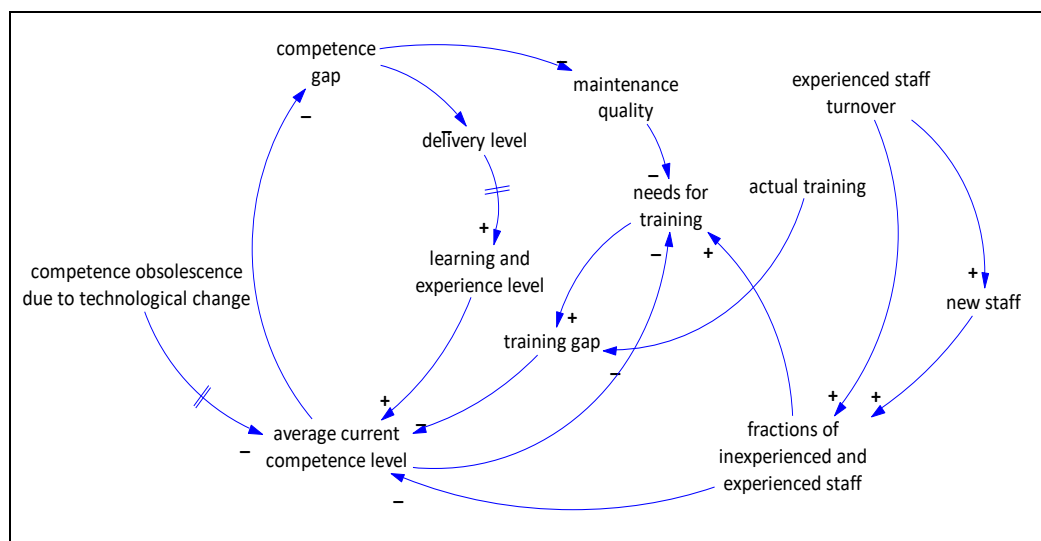 competence
gap
maintenance
quality
experienced staff
turnover
delivery level
needs for
training
actual training
learning and
experience level
competence obsolescence
due to technological change
new staff
training gap
average current
competence level
fractions of
inexperienced and
experienced staff